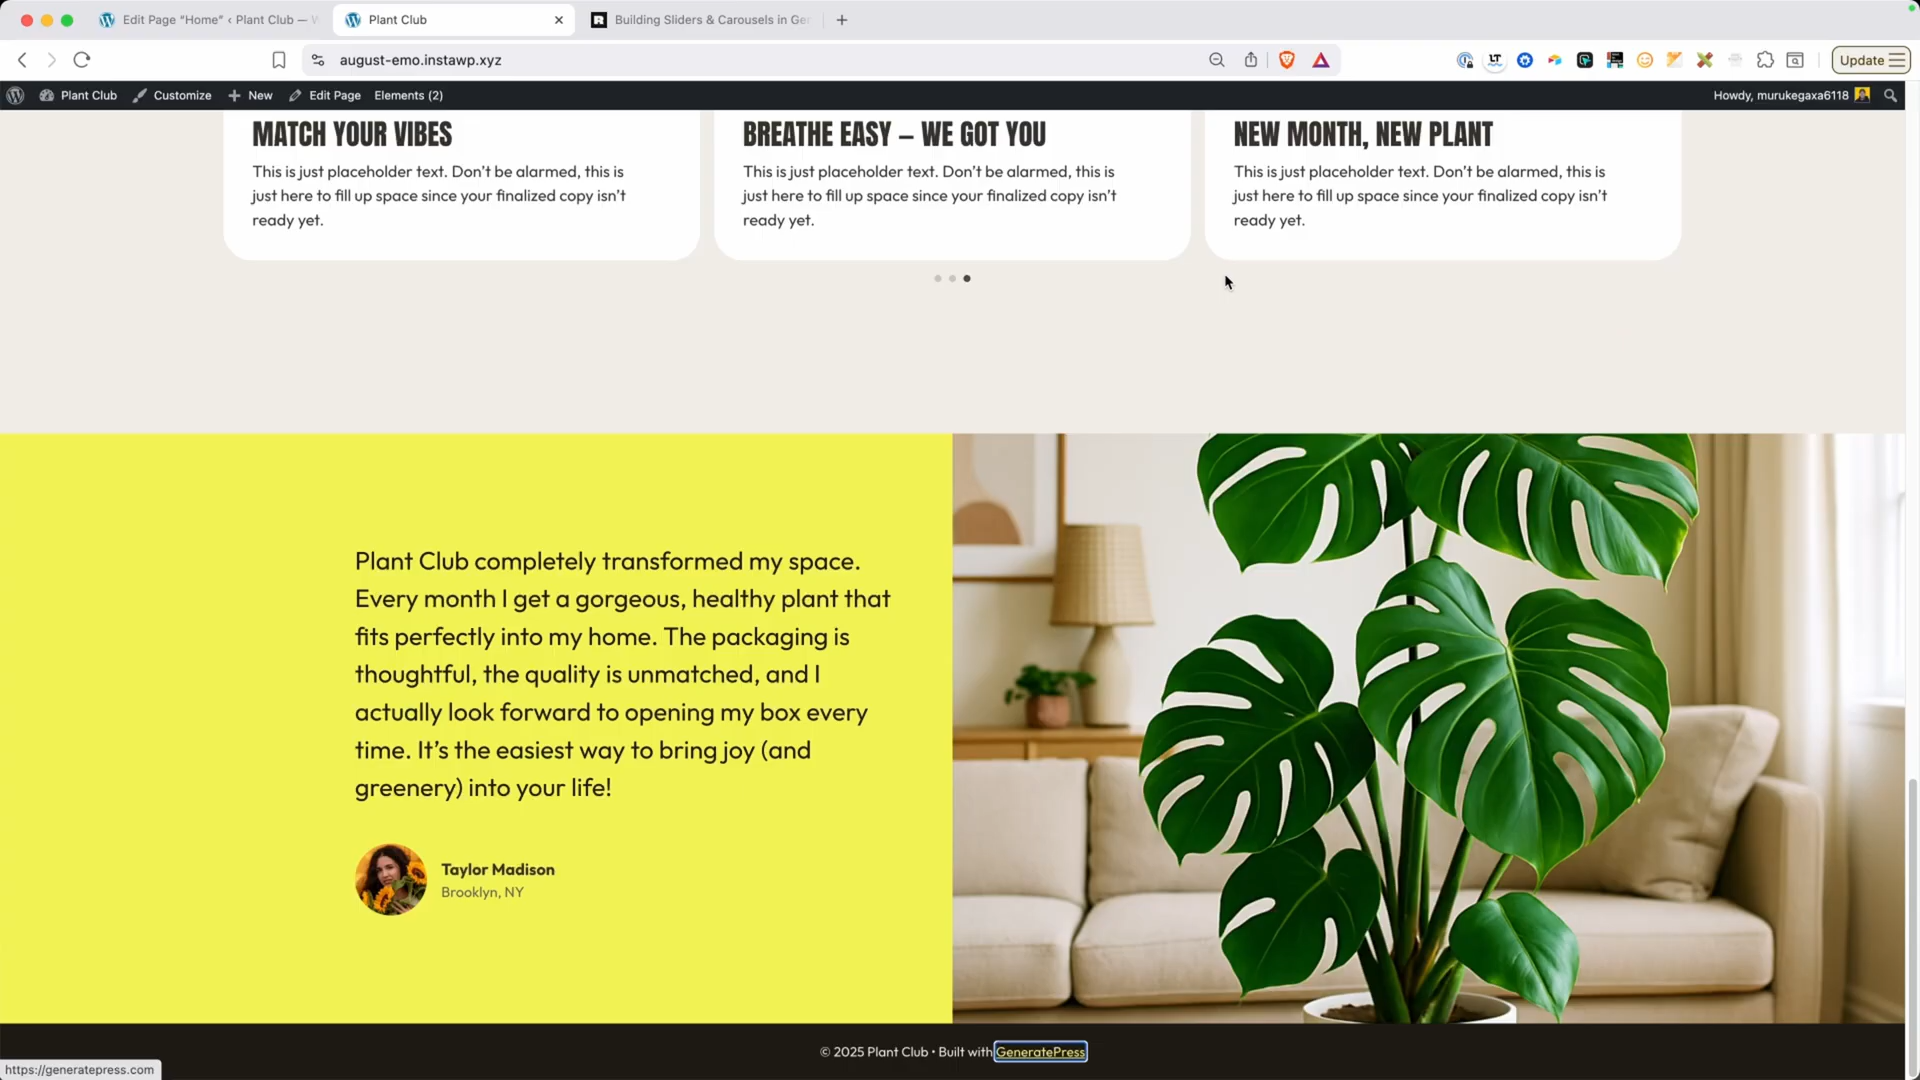 Edit Page “Home” ‹ Plant Club — W
Plant Club
Building Sliders & Carousels in Ger
august-emo.instawp.xyz
LT
Update
Plant Club
Customize
New
Edit Page
Elements (2)
Howdy, murukegaxa6118
MATCH YOUR VIBES
This is just placeholder text. Don’t be alarmed, this is
just here to fill up space since your finalized copy isn’t
ready yet.
BREATHE EASY – WE GOT YOU
This is just placeholder text. Don’t be alarmed, this is
just here to fill up space since your finalized copy isn’t
ready yet.
NEW MONTH, NEW PLANT
This is just placeholder text. Don’t be alarmed, this is
just here to fill up space since your finalized copy isn’t
ready yet.
Plant Club completely transformed my space.
Every month I get a gorgeous, healthy plant that
fits perfectly into my home. The packaging is
thoughtful, the quality is unmatched, and I
actually look forward to opening my box every
time. It’s the easiest way to bring joy (and
greenery) into your life!
Taylor Madison
Brooklyn, NY
© 2025 Plant Club • Built with GeneratePress
https://generatepress.com